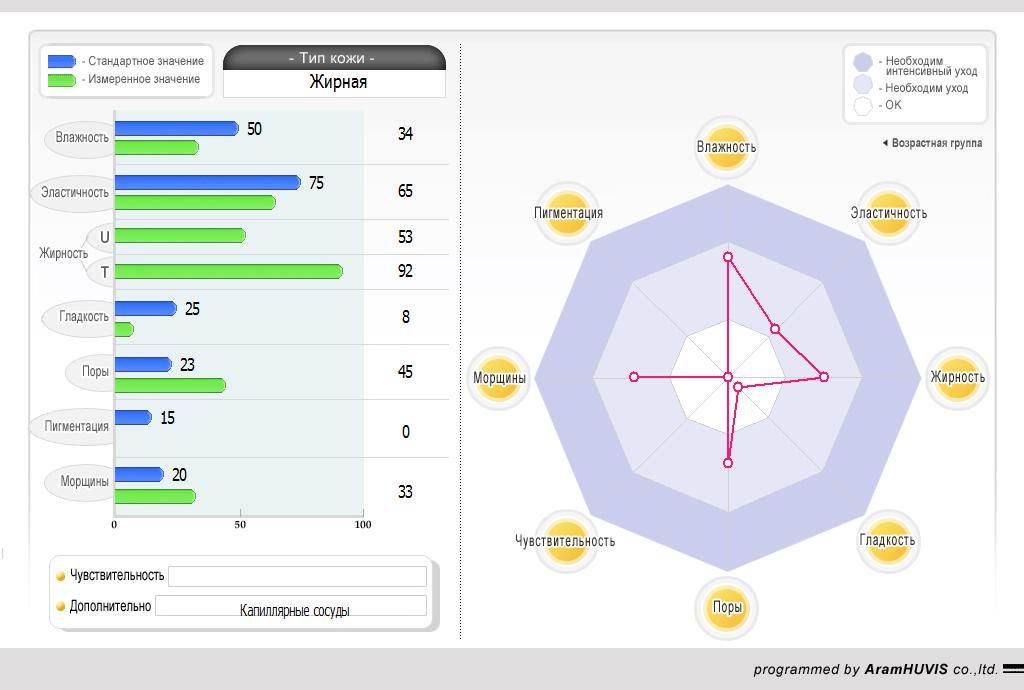 - Стандартное значение
- Измеренное значение
- Тип кожи -
Жирная
Влажность
50
34
Эластичность
75
65
Жирность
U
53
T
92
Гладкость
25
8
Поры
23
45
Пигментация
15
0
Морщины
20
33
0
50
100
Чувствительность
Дополнительно
Капиллярные сосуды
- Необходим
интенсивный уход
- Необходим уход
- OK
Возрастная группа
Влажность
Пигментация
Эластичность
Морщины
Жирность
Чувствительность
Гладкость
Поры
programmed by AramHUVIS co.,ltd.